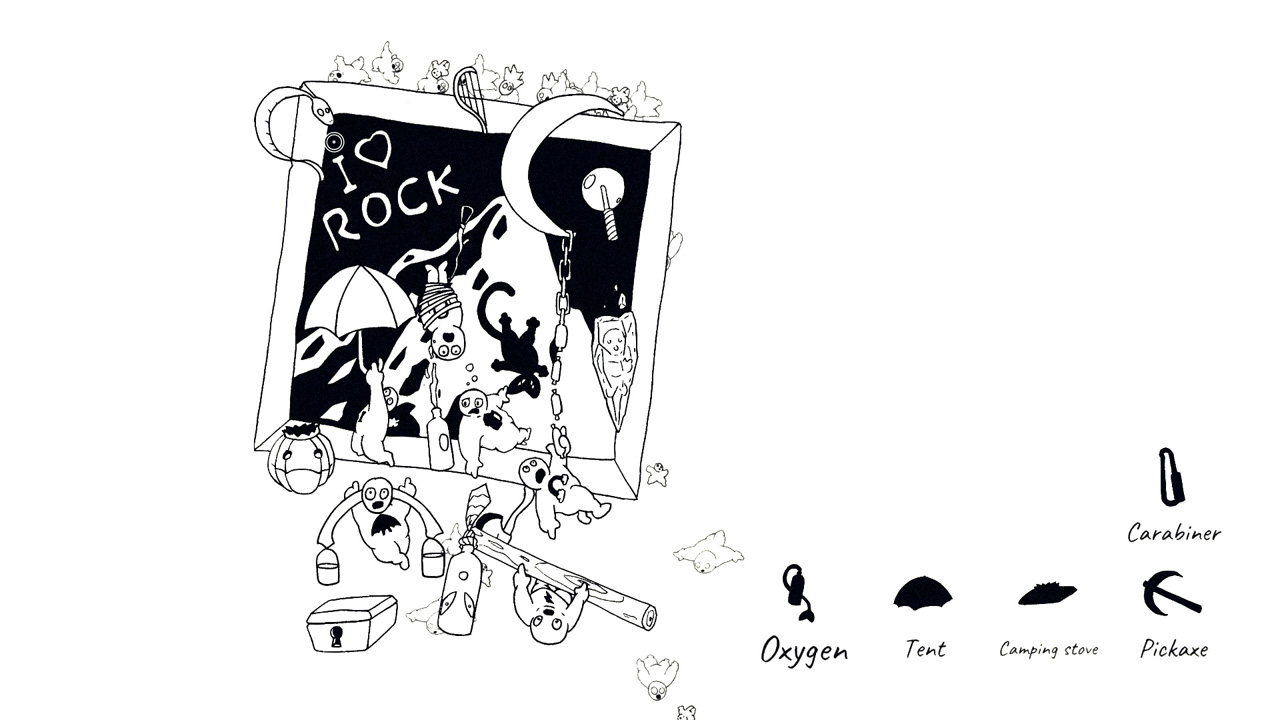 I ♡
ROCK
Carabiner
Oxygen
Tent
Camping stove
Pickaxe